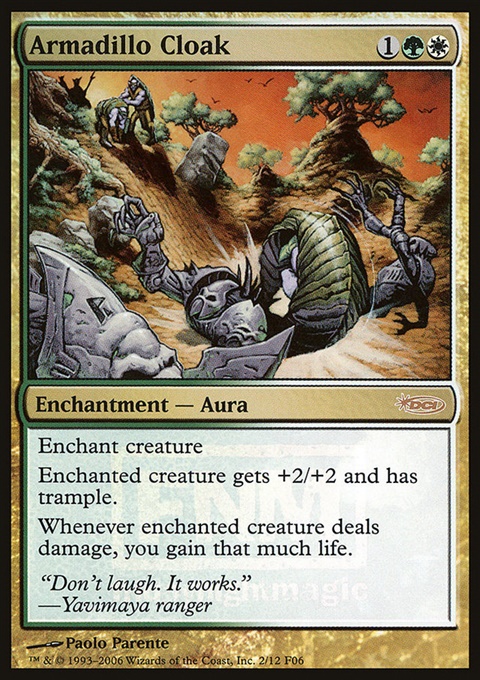 Armadillo Cloak 1
Enchantment — Aura
DCI
Enchant creature
Enchanted creature gets +2/+2 and has
trample.
Whenever enchanted creature deals
damage, you gain that much life.
FNM
“Don’t laugh. It works.”
—Yavimaya ranger
Paolo Parente
™ & © 1993–2006 Wizards of the Coast, Inc. 2/12 F06